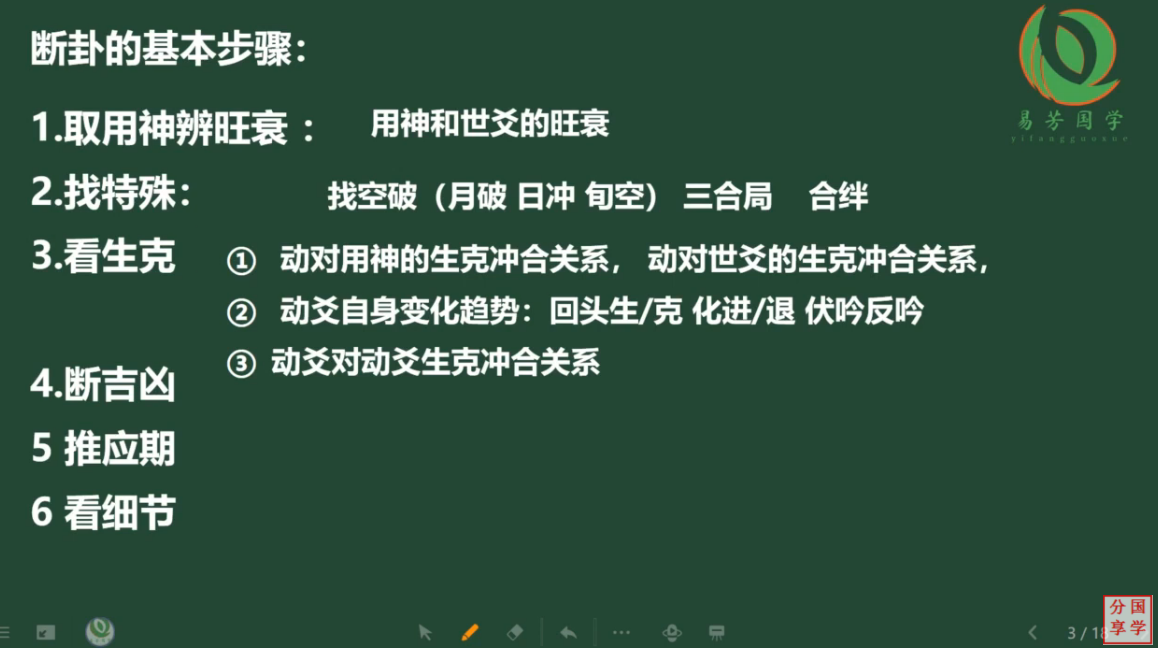 断卦的基本步骤：
1.取用神辨旺衰 ： 用神和世爻的旺衰
2.找特殊： 找空破（月破 日冲 旬空） 三合局 合绊
3.看生克 ① 动对用神的生克冲合关系， 动对世爻的生克冲合关系，
② 动爻自身变化趋势：回头生/克 化进/退 伏吟反吟
③ 动爻对动爻生克冲合关系
4.断吉凶
5 推应期
6 看细节
易芳国学
yifangguoxue
3 / 18
分国
享学